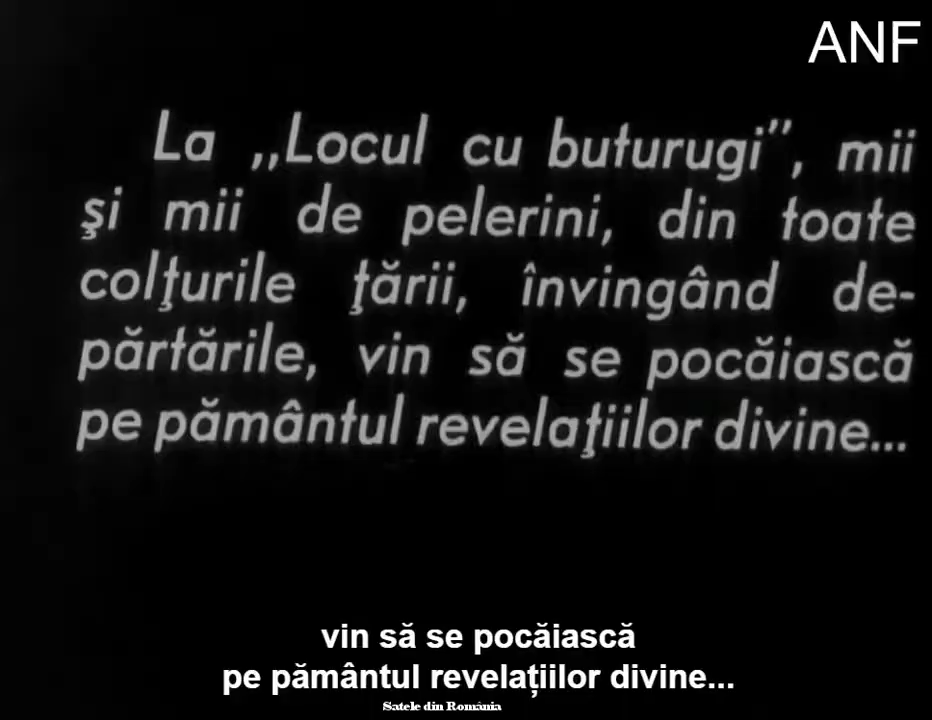 ANF
La „Locul cu buturugi”, mii
şi mii de pelerini, din toate
colţurile ţării, învingând de-
părtările, vin să se pocăiască
pe pământul revelaţiilor divine...
vin să se pocăiască
pe pământul revelațiilor divine...
Satele din România